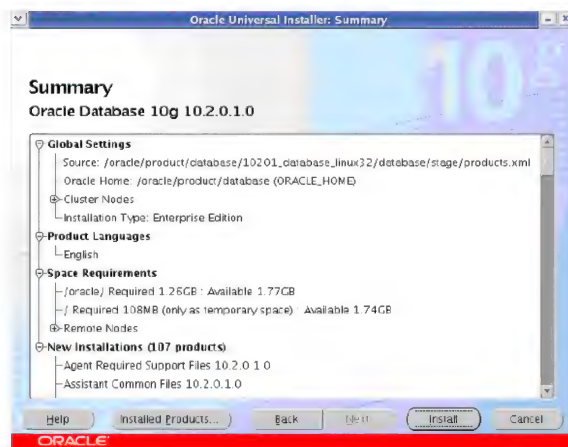 Oracle Universal Installer: Summary
10g
Summary
Oracle Database 10g 10.2.0.1.0
Global Settings
Source: /oracle/product/database/10201_database_linux32/database/stage/products.xml
Oracle Home: /oracle/product/database (ORACLE_HOME)
Cluster Nodes
Installation Type: Enterprise Edition
Product Languages
English
Space Requirements
/oracle/ Required 1.26GB : Available 1.77GB
/ Required 108MB (only as temporary space) : Available 1.74GB
Remote Nodes
New Installations (107 products)
Agent Required Support Files 10.2.0.1.0
Assistant Common Files 10.2.0.1.0
Help Installed Products... Back Next Install Cancel
ORACLE